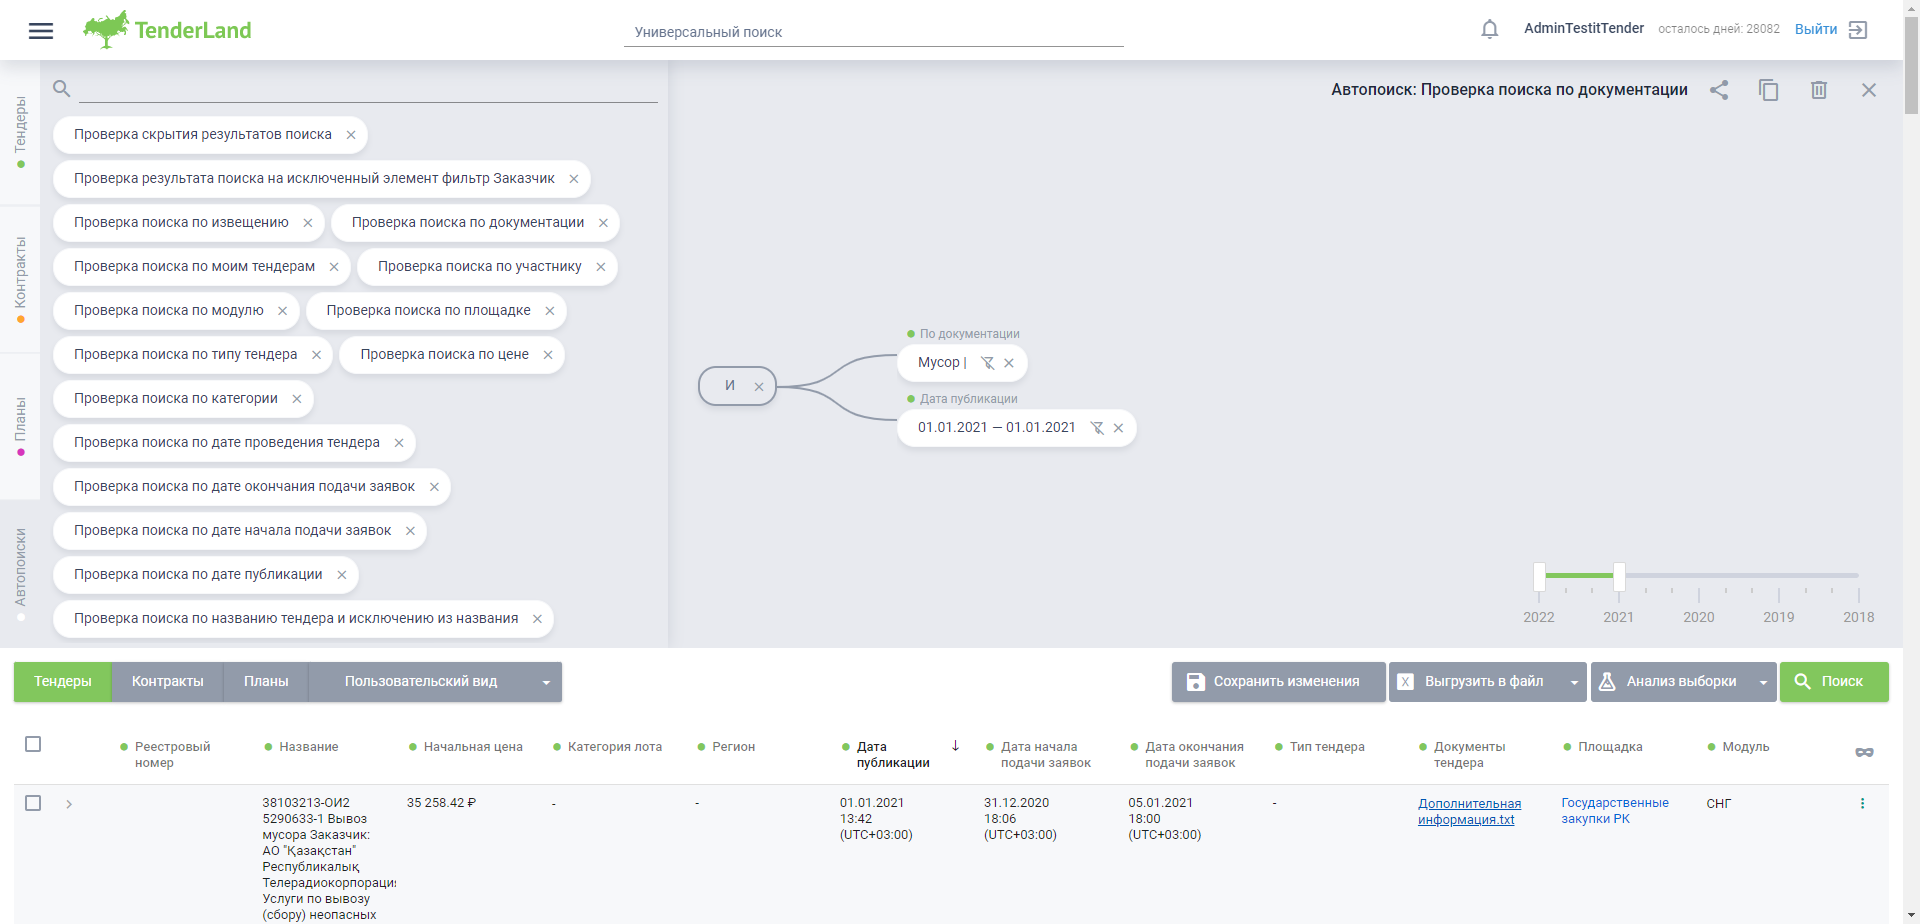 TenderLand
Универсальный поиск
AdminTestitTender
осталось дней: 28082
Выйти
Тендеры
Контракты
Планы
Автопоиски
Автопоиск: Проверка поиска по документации
Проверка скрытия результатов поиска
Проверка результата поиска на исключенный элемент фильтр Заказчик
Проверка поиска по извещению
Проверка поиска по документации
Проверка поиска по моим тендерам
Проверка поиска по участнику
Проверка поиска по модулю
Проверка поиска по площадке
Проверка поиска по типу тендера
Проверка поиска по цене
Проверка поиска по категории
Проверка поиска по дате проведения тендера
Проверка поиска по дате окончания подачи заявок
Проверка поиска по дате начала подачи заявок
Проверка поиска по дате публикации
Проверка поиска по названию тендера и исключению из названия
И
По документации
Мусор |
Дата публикации
01.01.2021 — 01.01.2021
2022
2021
2020
2019
2018
Тендеры
Контракты
Планы
Пользовательский вид
Сохранить изменения
X Выгрузить в файл
Анализ выборки
Поиск
Реестровый
номер
Название
Начальная цена
Категория лота
Регион
Дата
публикации
Дата начала
подачи заявок
Дата окончания
подачи заявок
Тип тендера
Документы
тендера
Площадка
Модуль
38103213-ОИ2
5290633-1 Вывоз
мусора Заказчик:
АО "Қазақстан"
Республикалық
Телерадиокорпорация
Услуги по вывозу
(сбору) неопасных
35 258.42 ₽
-
-
01.01.2021
13:42
(UTC+03:00)
31.12.2020
18:06
(UTC+03:00)
05.01.2021
18:00
(UTC+03:00)
-
Дополнительная
информация.txt
Государственные
закупки РК
СНГ